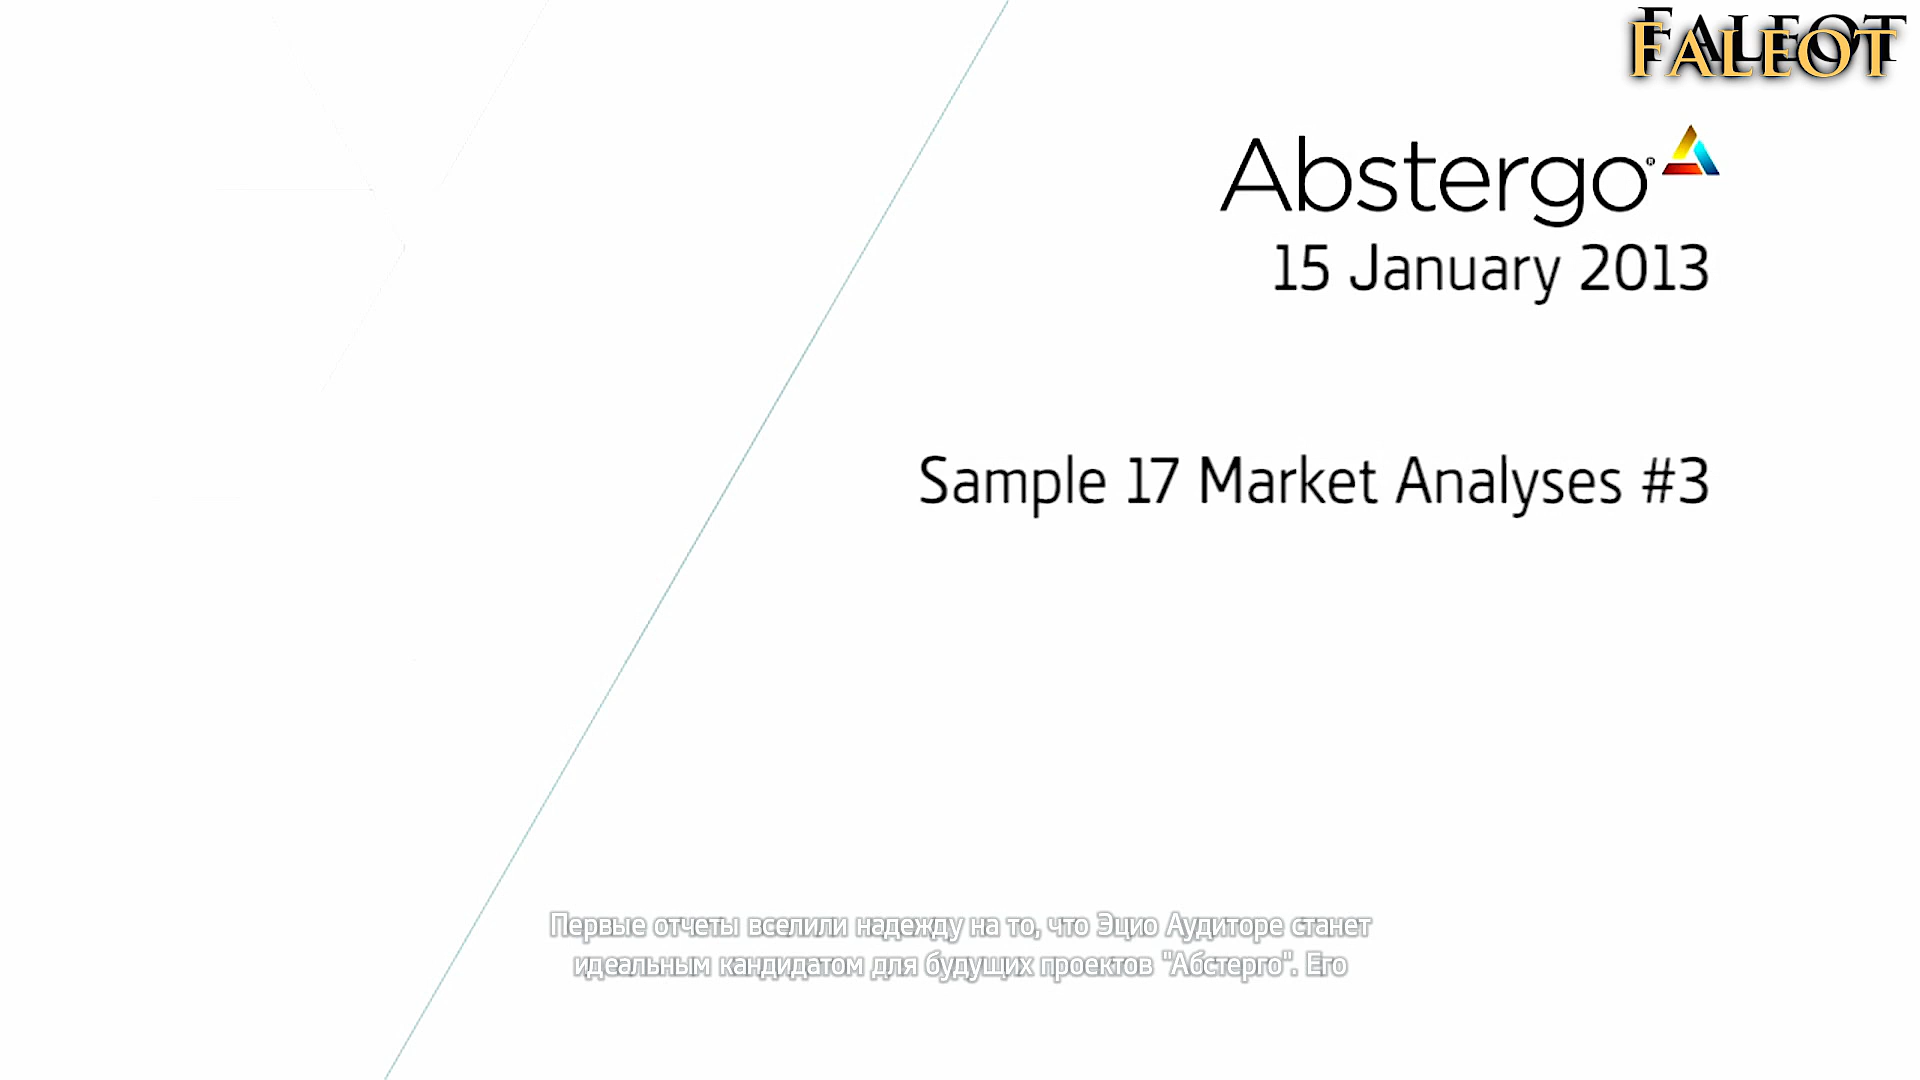 FALEOT
Abstergo®
15 January 2013
Sample 17 Market Analyses #3
Первые отчеты вселили надежду на то, что Эцио Аудиторе станет
идеальным кандидатом для будущих проектов "Абстерго". Его